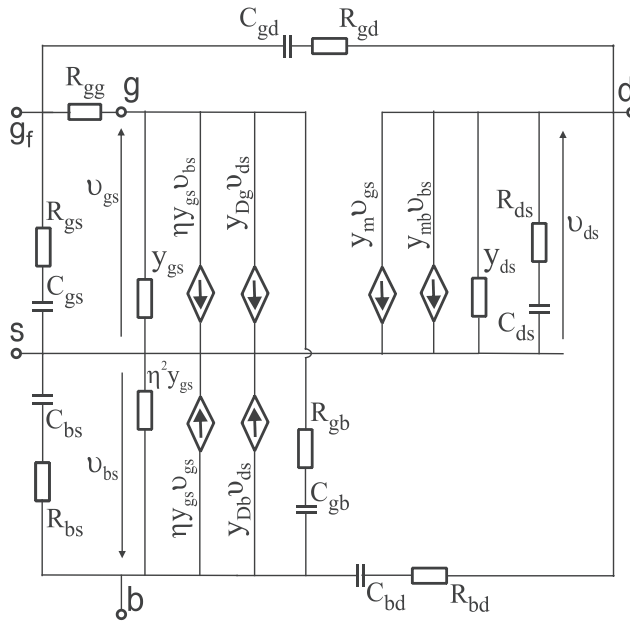 C_gd R_gd
R_gg g d
g_f
υ_gs ηy_gs υ_bs y_Dg υ_ds y_m υ_gs y_mb υ_bs R_ds υ_ds
R_gs y_gs y_ds
C_gs C_ds
s
η²y_gs
C_bs R_gb
υ_bs ηy_gs υ_gs y_Db υ_ds C_gb
R_bs
C_bd R_bd
b